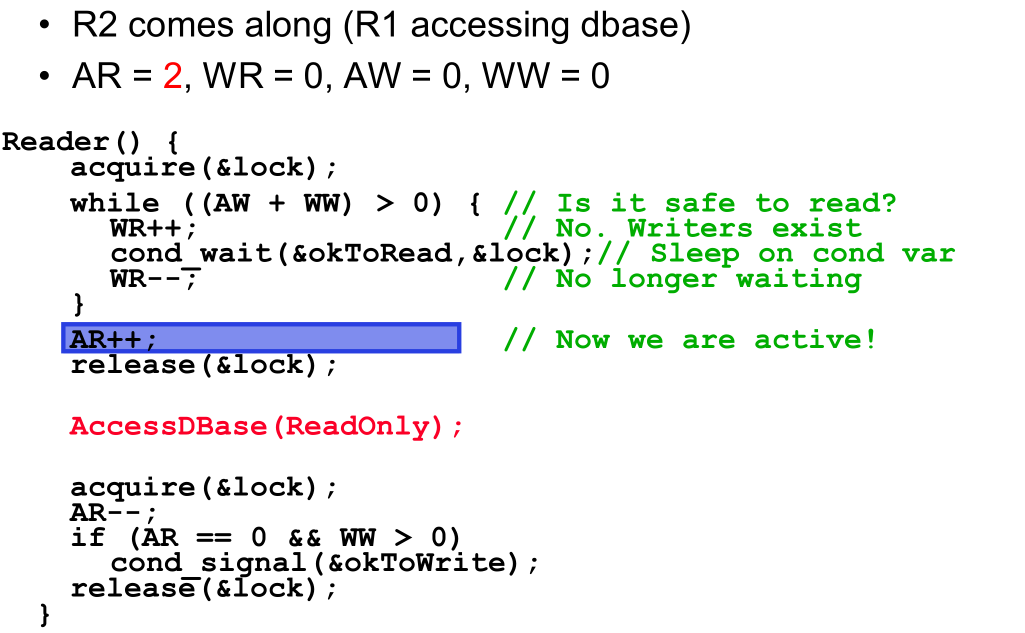 • R2 comes along (R1 accessing dbase)
• AR = 2, WR = 0, AW = 0, WW = 0
Reader() {
acquire(&lock);
while ((AW + WW) > 0) { // Is it safe to read?
WR++; // No. Writers exist
cond_wait(&okToRead,&lock);// Sleep on cond var
WR--; // No longer waiting
}
AR++; // Now we are active!
release(&lock);
AccessDBase(ReadOnly);
acquire(&lock);
AR--;
if (AR == 0 && WW > 0)
cond_signal(&okToWrite);
release(&lock);
}